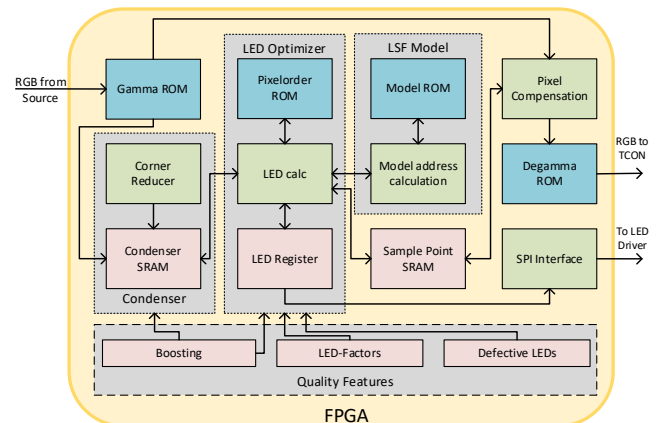 LED Optimizer
LSF Model
RGB from
Source
Gamma ROM
Pixelorder
ROM
Model ROM
Pixel
Compensation
RGB to
TCON
Corner
Reducer
LED calc
Model address
calculation
Degamma
ROM
Condenser
SRAM
LED Register
Sample Point
SRAM
SPI Interface
To LED
Driver
Condenser
Boosting
LED-Factors
Defective LEDs
Quality Features
FPGA